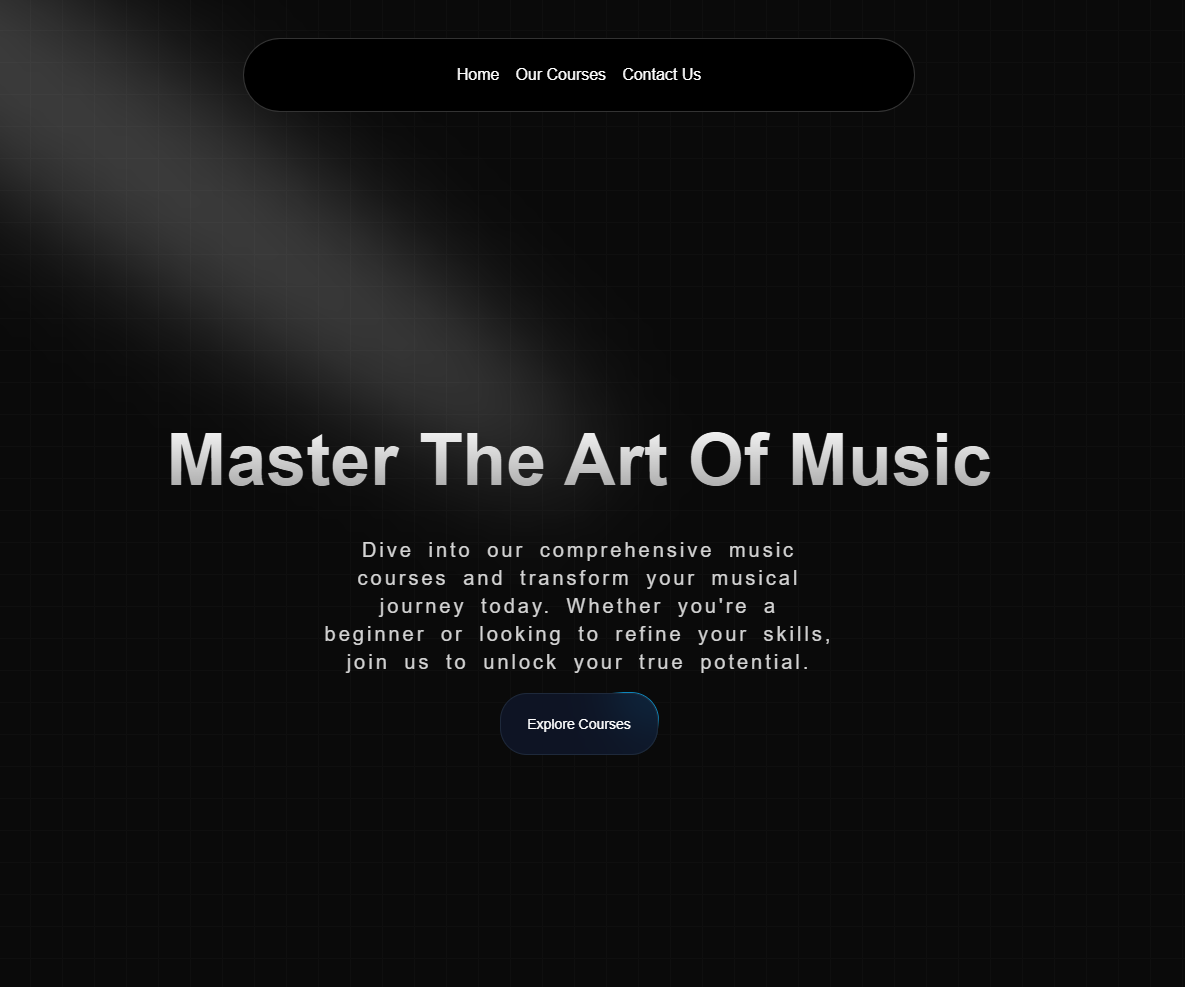 Home Our Courses Contact Us
Master The Art Of Music
Dive into our comprehensive music
courses and transform your musical
journey today. Whether you're a
beginner or looking to refine your skills,
join us to unlock your true potential.
Explore Courses